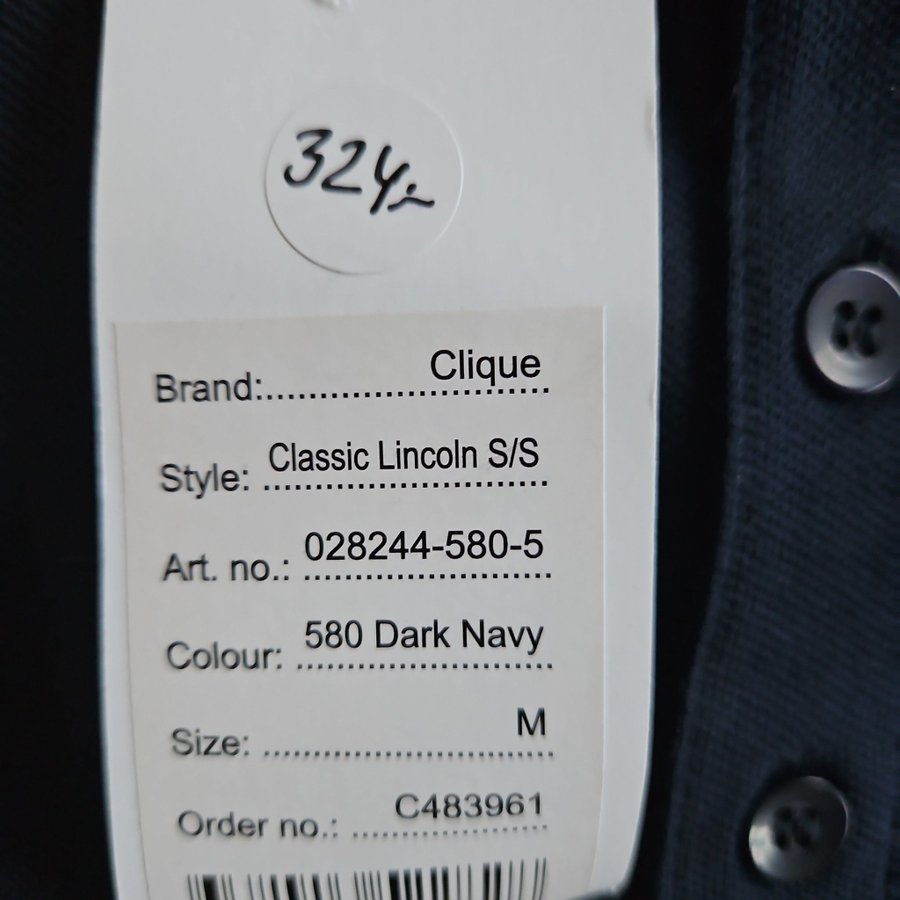 324,-
Brand: Clique
Style: Classic Lincoln S/S
Art. no.: 028244-580-5
Colour: 580 Dark Navy
Size: M
Order no.: C483961